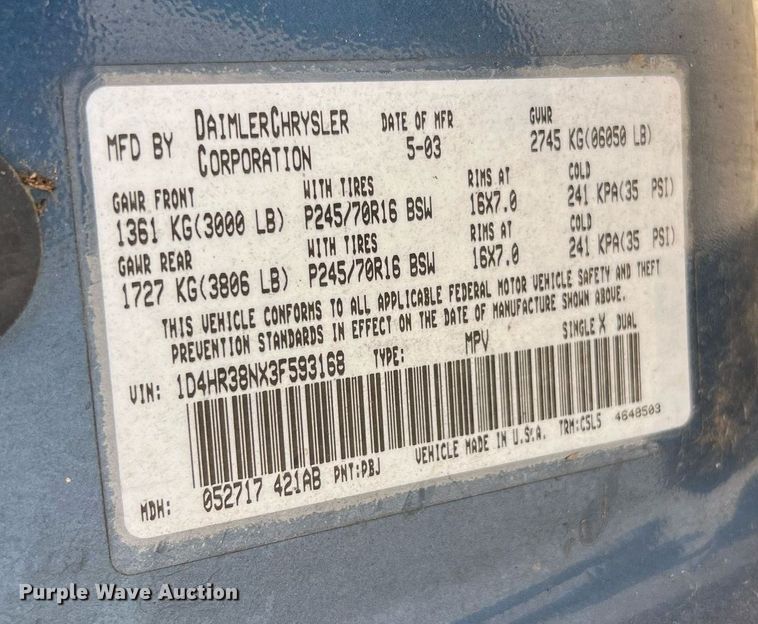 MFD BY DAIMLERCHRYSLER CORPORATION DATE OF MFR 5-03 GVWR 2745 KG(06050 LB)
GAWR FRONT WITH TIRES RIMS AT COLD
1361 KG(3000 LB) P245/70R16 BSW 16X7.0 241 KPA(35 PSI)
GAWR REAR WITH TIRES RIMS AT COLD
1727 KG(3806 LB) P245/70R16 BSW 16X7.0 241 KPA(35 PSI)
THIS VEHICLE CONFORMS TO ALL APPLICABLE FEDERAL MOTOR VEHICLE SAFETY AND THEFT
PREVENTION STANDARDS IN EFFECT ON THE DATE OF MANUFACTURE SHOWN ABOVE.
VIN: 1D4HR38NX3F593168 TYPE: MPV SINGLE X DUAL
MDH: 052717 421AB PNT:PBJ VEHICLE MADE IN U.S.A. TRM:C5L5 4648503
Purple Wave Auction